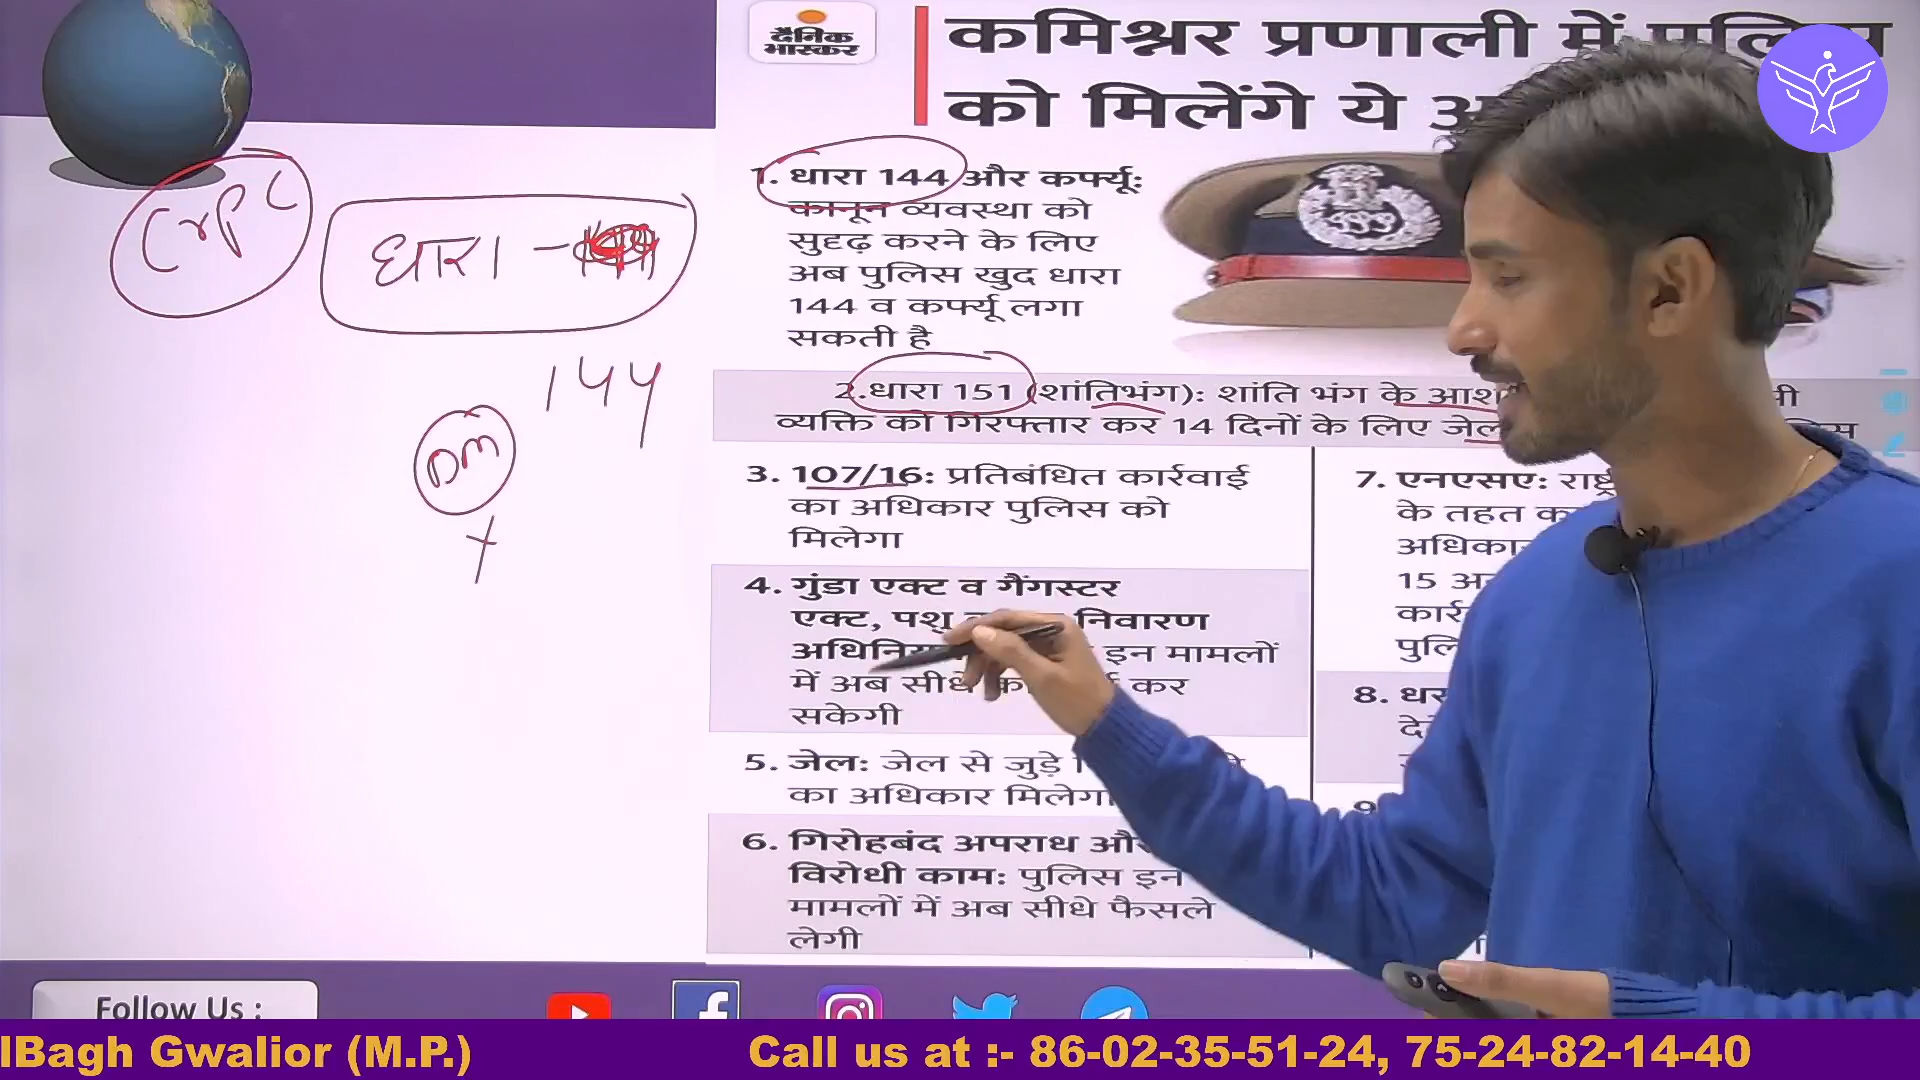 दैनिक
भास्कर
कमिश्नर प्रणाली में पुलिस
को मिलेंगे ये
CrPC
धारा -
144
DM
1. धारा 144 और कर्फ्यू:
कानून व्यवस्था को
सुदृढ़ करने के लिए
अब पुलिस खुद धारा
144 व कर्फ्यू लगा
सकती है
2.धारा 151 (शांतिभंग): शांति भंग के
व्यक्ति को गिरफ्तार कर 14 दिनों के लिए जेल
3. 107/16: प्रतिबंधित कार्रवाई
का अधिकार पुलिस को
मिलेगा
4. गुंडा एक्ट व गैंगस्टर
एक्ट, पशु निवारण
इन मामलों
में अब सीधे कर
सकेगी
5. जेल: जेल से जुड़े
का अधिकार मिलेगा
6. गिरोहबंद अपराध और
विरोधी काम: पुलिस इन
मामलों में अब सीधे फैसले
लेगी
7. एनएसए:
के तहत
15
8.
Follow Us :
lBagh Gwalior (M.P.)
Call us at :- 86-02-35-51-24, 75-24-82-14-40